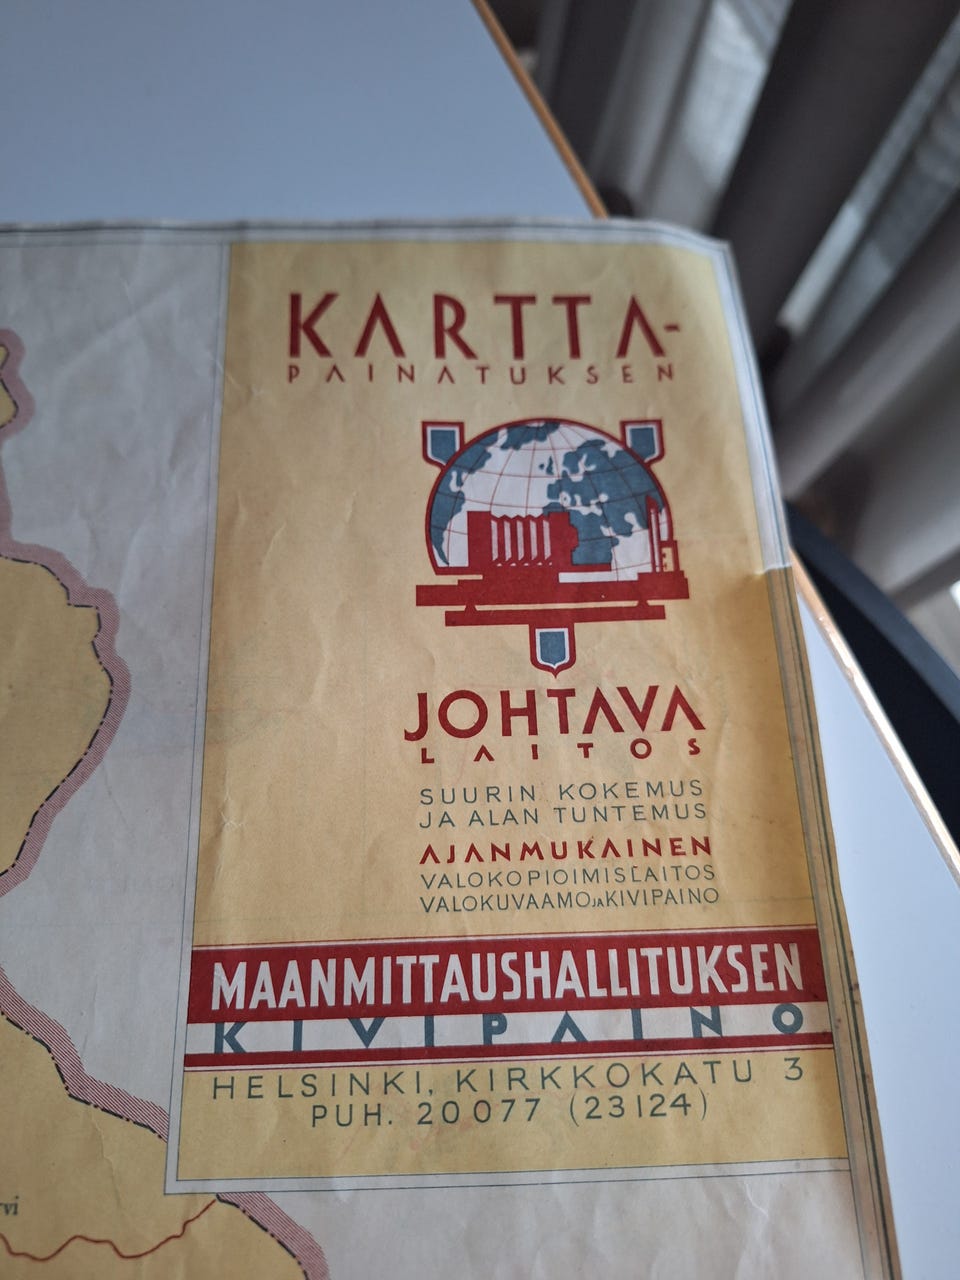 KARTTA-
PAINATUKSEN
JOHTAVA
LAITOS
SUURIN KOKEMUS
JA ALAN TUNTEMUS
AJANMUKAINEN
VALOKOPIOIMISLAITOS
VALOKUVAAMO JA KIVIPAINO
MAANMITTAUSHALLITUKSEN
KIVIPAINO
HELSINKI, KIRKKOKATU 3
PUH. 20077 (23124)